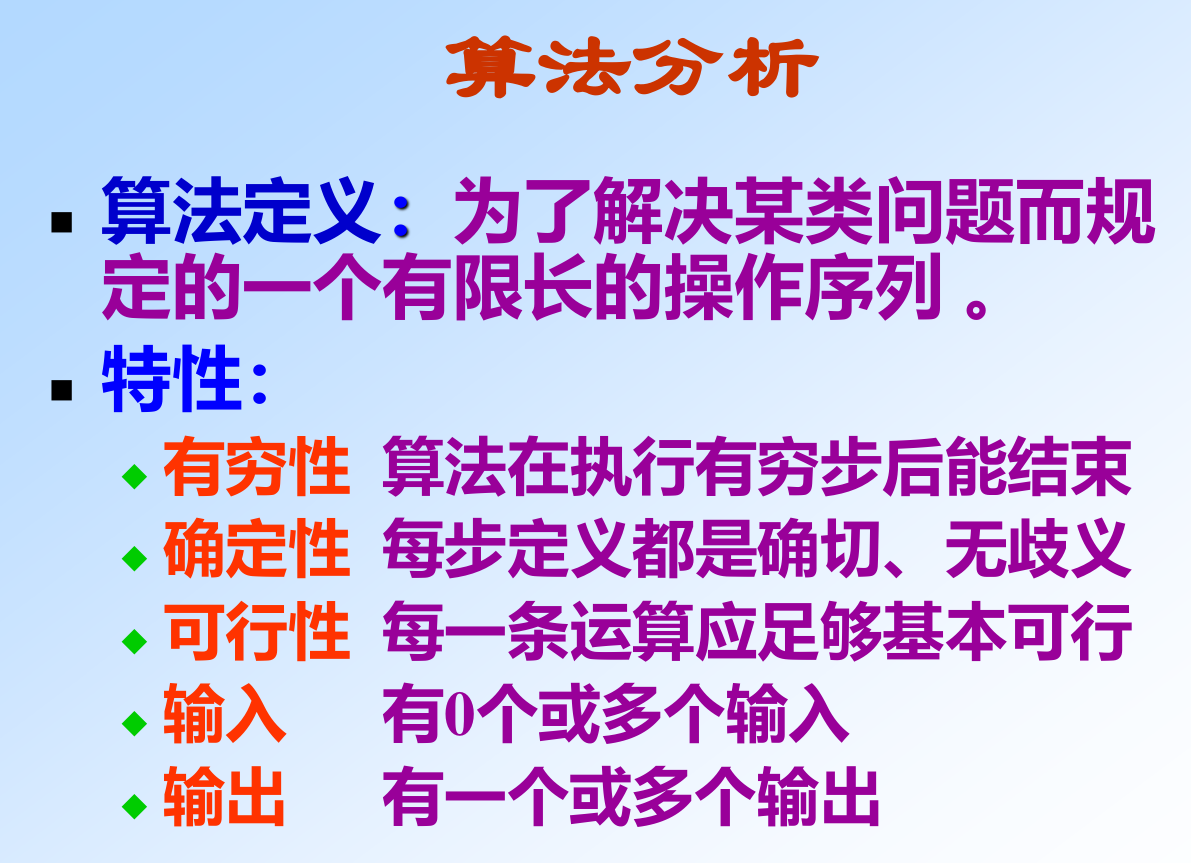 算法分析
算法定义：为了解决某类问题而规
定的一个有限长的操作序列 。
特性：
有穷性 算法在执行有穷步后能结束
确定性 每步定义都是确切、无歧义
可行性 每一条运算应足够基本可行
输入 有0个或多个输入
输出 有一个或多个输出